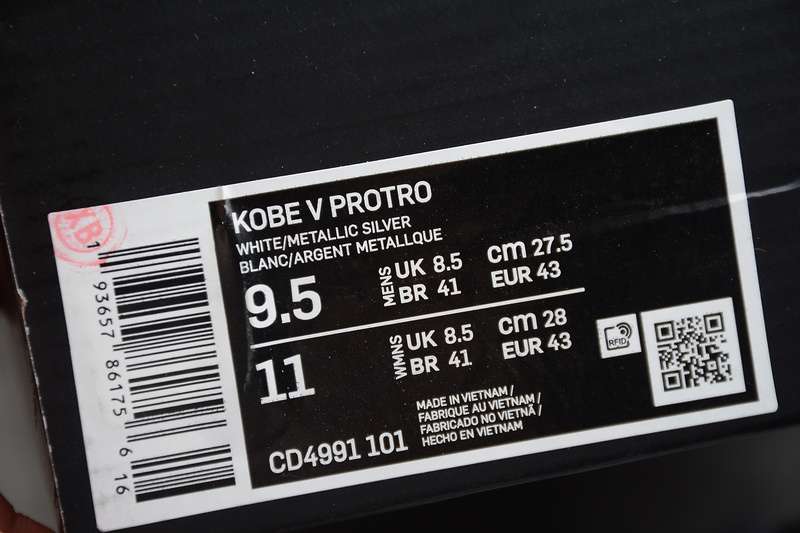 KB
1 93657 86175 6 16
KOBE V PROTRO
WHITE/METALLIC SILVER
BLANC/ARGENT METALLQUE
9.5
MENS
UK 8.5
BR 41
cm 27.5
EUR 43
11
WMNS
UK 8.5
BR 41
cm 28
EUR 43
RFID
CD4991 101
MADE IN VIETNAM /
FABRIQUE AU VIETNAM /
FABRICADO NO VIETNÃ /
HECHO EN VIETNAM